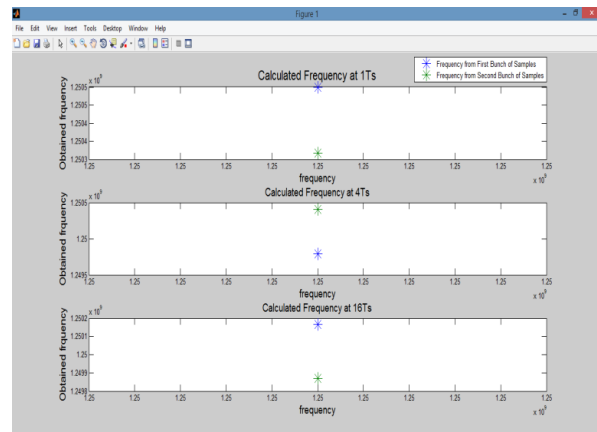 Figure 1
File Edit View Insert Tools Desktop Window Help
Frequency from First Bunch of Samples
Frequency from Second Bunch of Samples
Calculated Frequency at 1Ts
x 10^9
1.2505
1.2505
1.2504
1.2504
1.2503
Obtained frquency
1.25 1.25 1.25 1.25 1.25 1.25 1.25 1.25 1.25 1.25 1.25
frequency
x 10^9
Calculated Frequency at 4Ts
x 10^9
1.2505
1.25
1.2495
Obtained frquency
1.25 1.25 1.25 1.25 1.25 1.25 1.25 1.25 1.25 1.25 1.25
frequency
x 10^9
Calculated Frequency at 16Ts
x 10^9
1.2502
1.2501
1.25
1.2499
1.2498
Obtained frquency
1.25 1.25 1.25 1.25 1.25 1.25 1.25 1.25 1.25 1.25 1.25
frequency
x 10^9